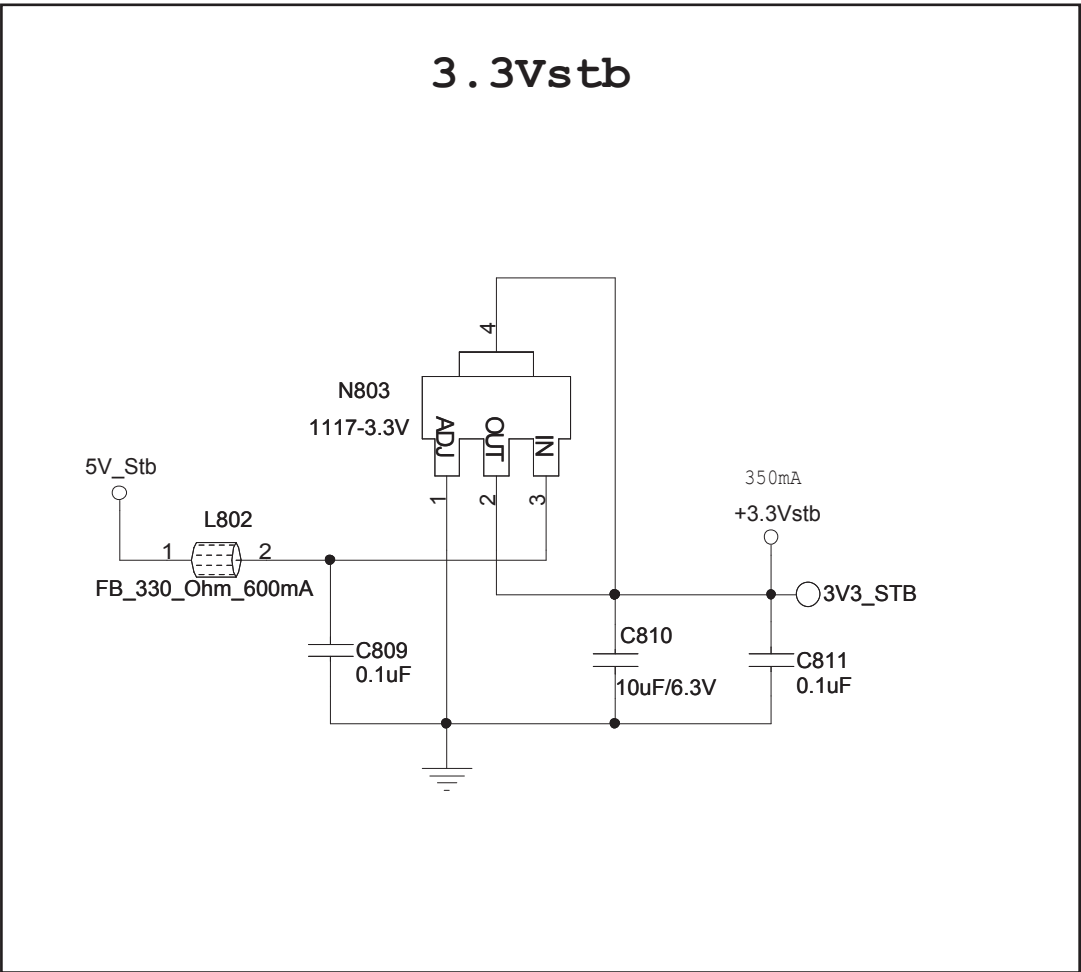 3.3Vstb
4
N803
1117-3.3V
ADJ
OUT
IN
1
2
3
5V_Stb
L802
1
2
FB_330_Ohm_600mA
350mA
+3.3Vstb
3V3_STB
C809
0.1uF
C810
10uF/6.3V
C811
0.1uF